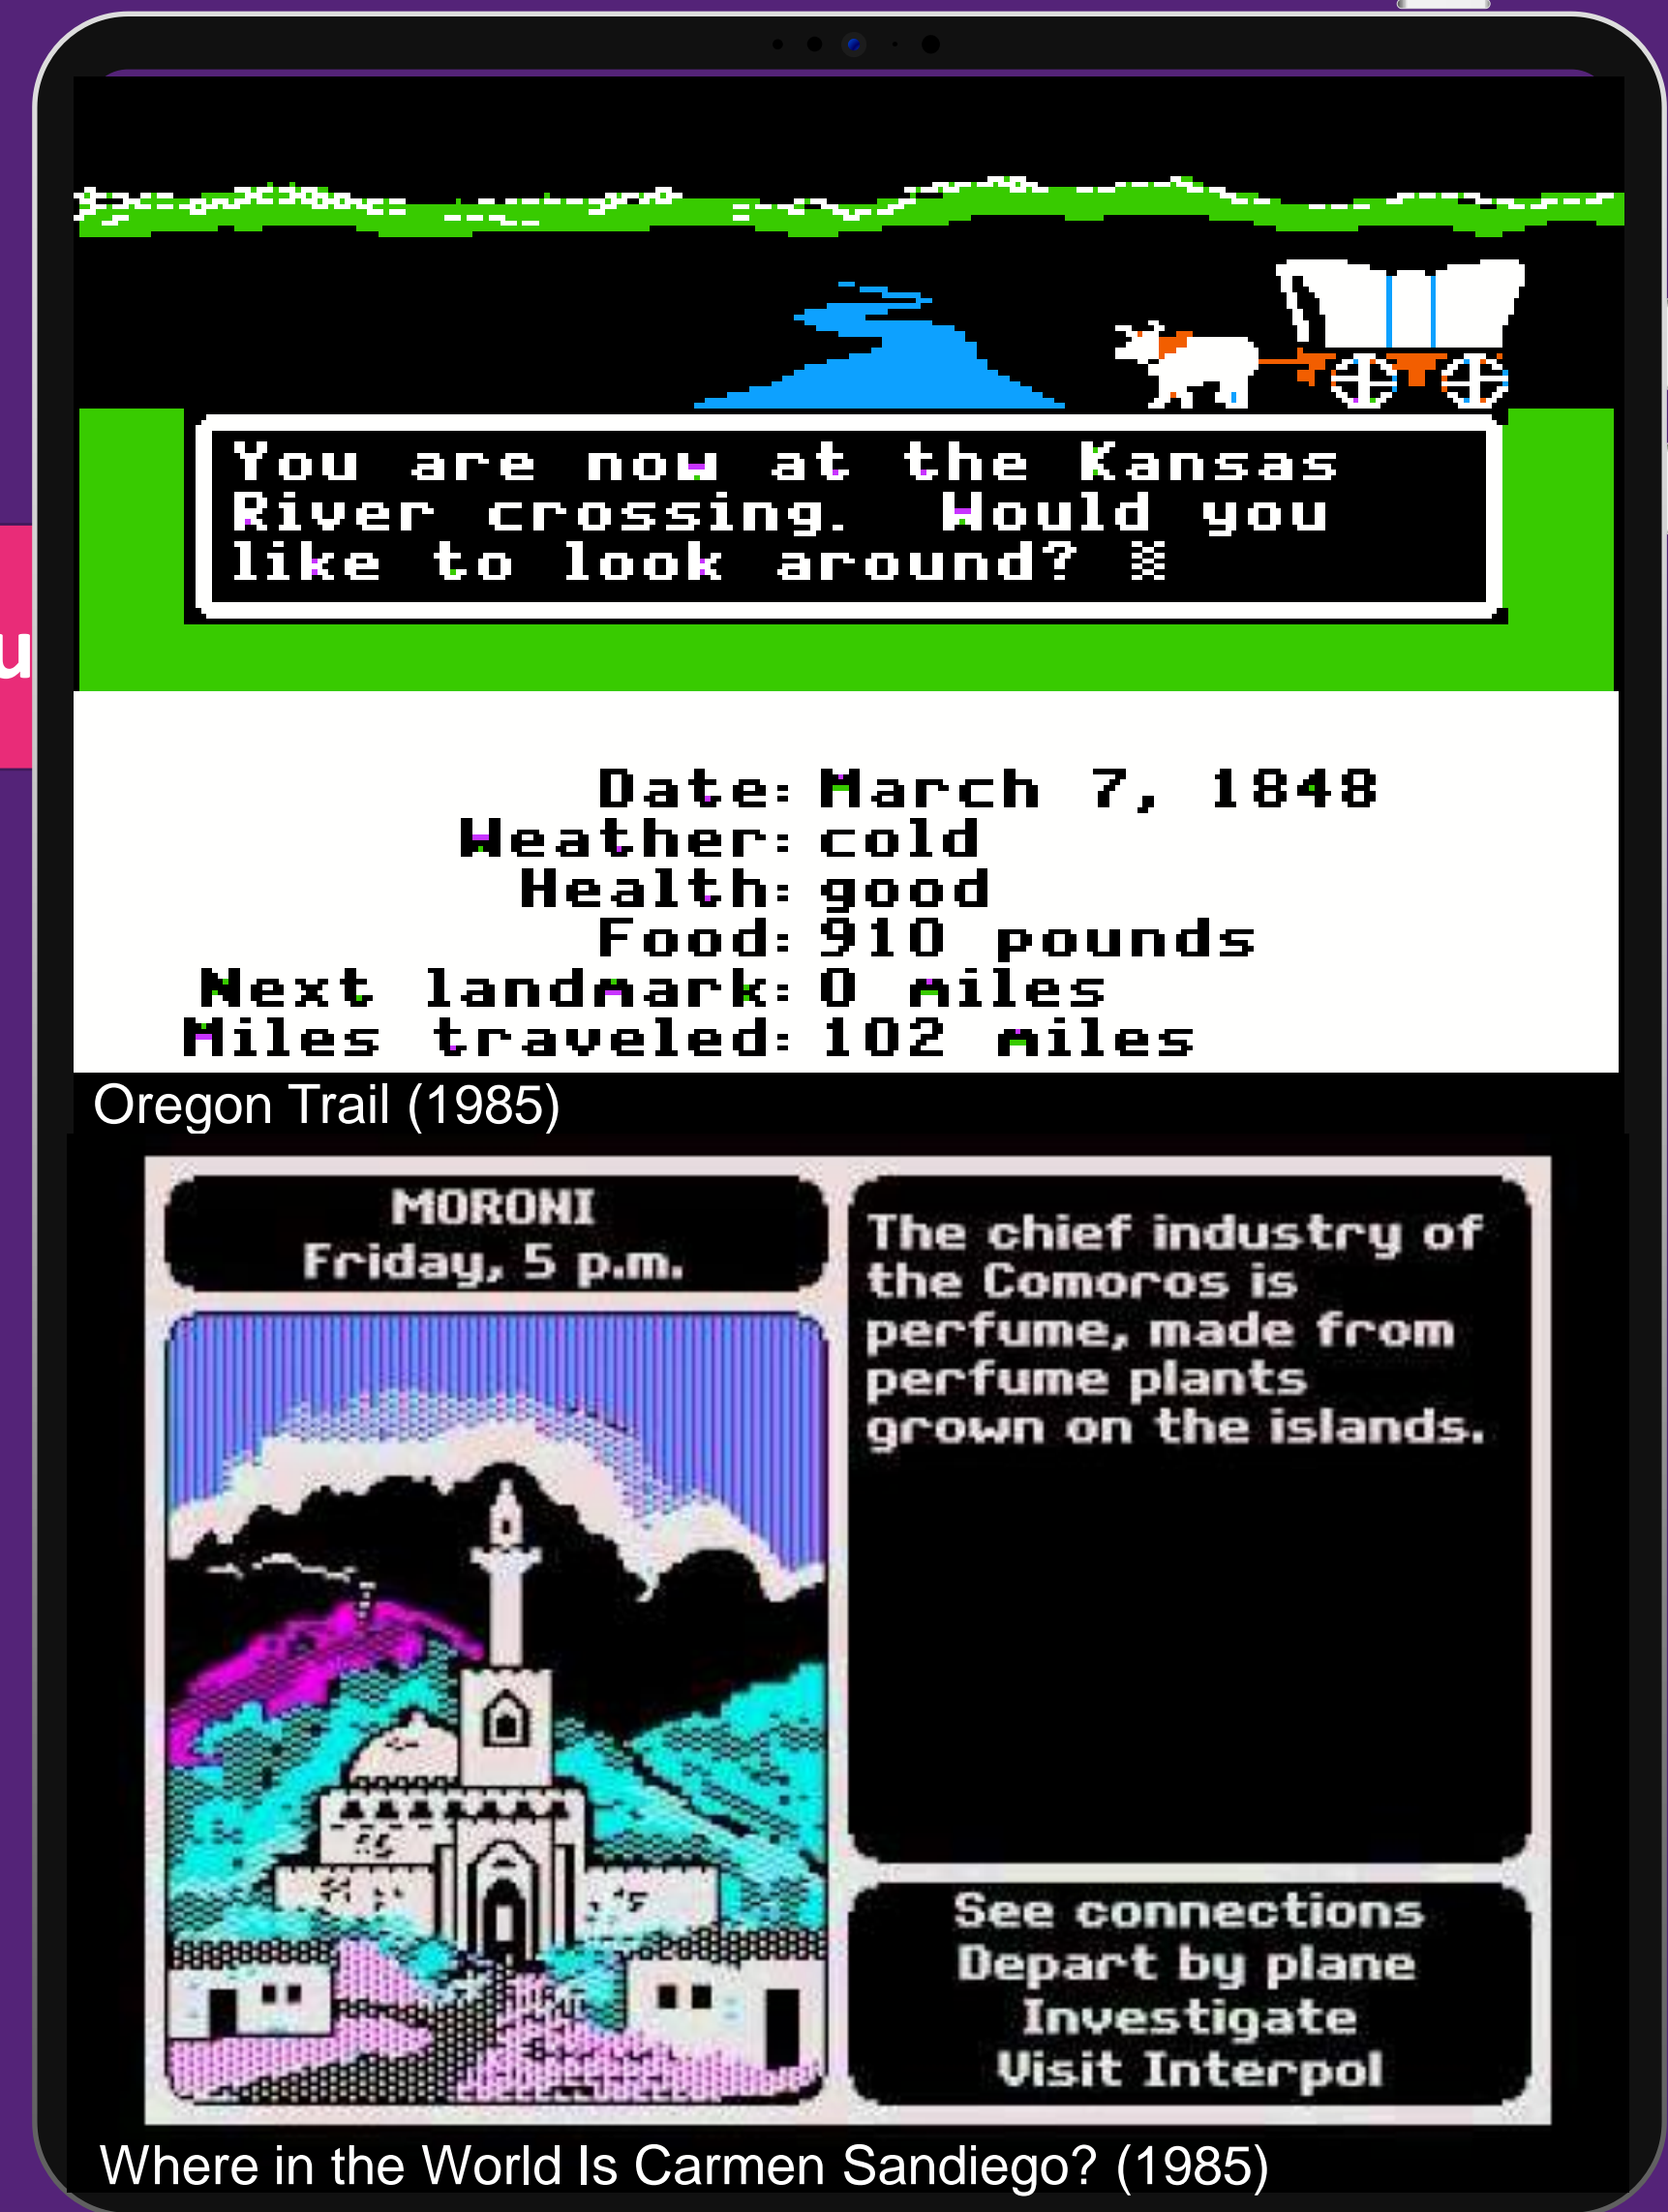 You are now at the Kansas
River crossing.  Would you
like to look around?
u
Date: March 7, 1848
Weather: cold
Health: good
Food: 910 pounds
Next landmark: 0 miles
Miles traveled: 102 miles
Oregon Trail (1985)
MORONI
Friday, 5 p.m.
The chief industry of
the Comoros is
perfume, made from
perfume plants
grown on the islands.
See connections
Depart by plane
Investigate
Visit Interpol
Where in the World Is Carmen Sandiego? (1985)